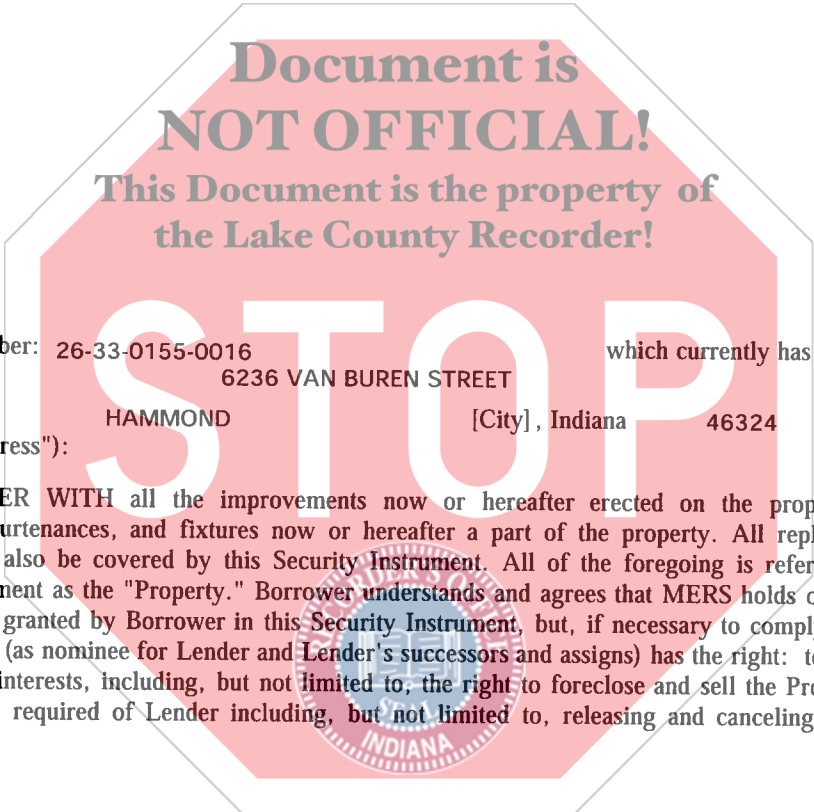 Document is
NOT OFFICIAL!
This Document is the property of
the Lake County Recorder!
STOP
ber: 26-33-0155-0016 which currently has
6236 VAN BUREN STREET
HAMMOND [City] , Indiana 46324
ress"):
ER WITH all the improvements now or hereafter erected on the prop
urtenances, and fixtures now or hereafter a part of the property. All repl
also be covered by this Security Instrument. All of the foregoing is refer
ment as the "Property." Borrower understands and agrees that MERS holds o
granted by Borrower in this Security Instrument, but, if necessary to compl
(as nominee for Lender and Lender's successors and assigns) has the right: t
interests, including, but not limited to, the right to foreclose and sell the Pro
required of Lender including, but not limited to, releasing and canceling
RECORDER'S OFFICE
SEAL
INDIANA